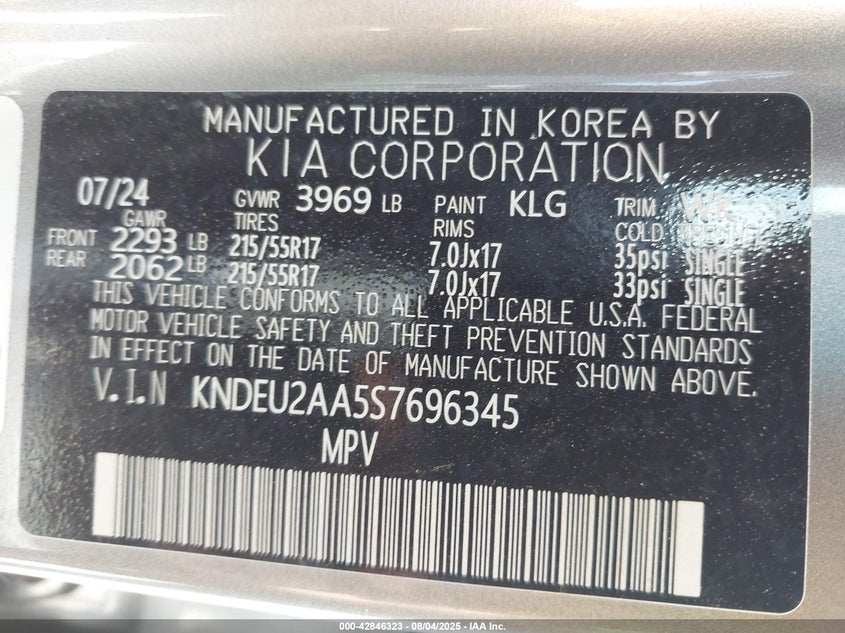 MANUFACTURED IN KOREA BY
KIA CORPORATION
07/24 GVWR 3969 LB PAINT KLG TRIM WK
GAWR TIRES RIMS COLD
FRONT 2293 LB 215/55R17 7.0Jx17 35psi SINGLE
REAR 2062 LB 215/55R17 7.0Jx17 33psi SINGLE
THIS VEHICLE CONFORMS TO ALL APPLICABLE U.S.A. FEDERAL
MOTOR VEHICLE SAFETY AND THEFT PREVENTION STANDARDS
IN EFFECT ON THE DATE OF MANUFACTURE SHOWN ABOVE.
V.I.N KNDEU2AA5S7696345
MPV
000-42846323 - 08/04/2025 - IAA Inc.